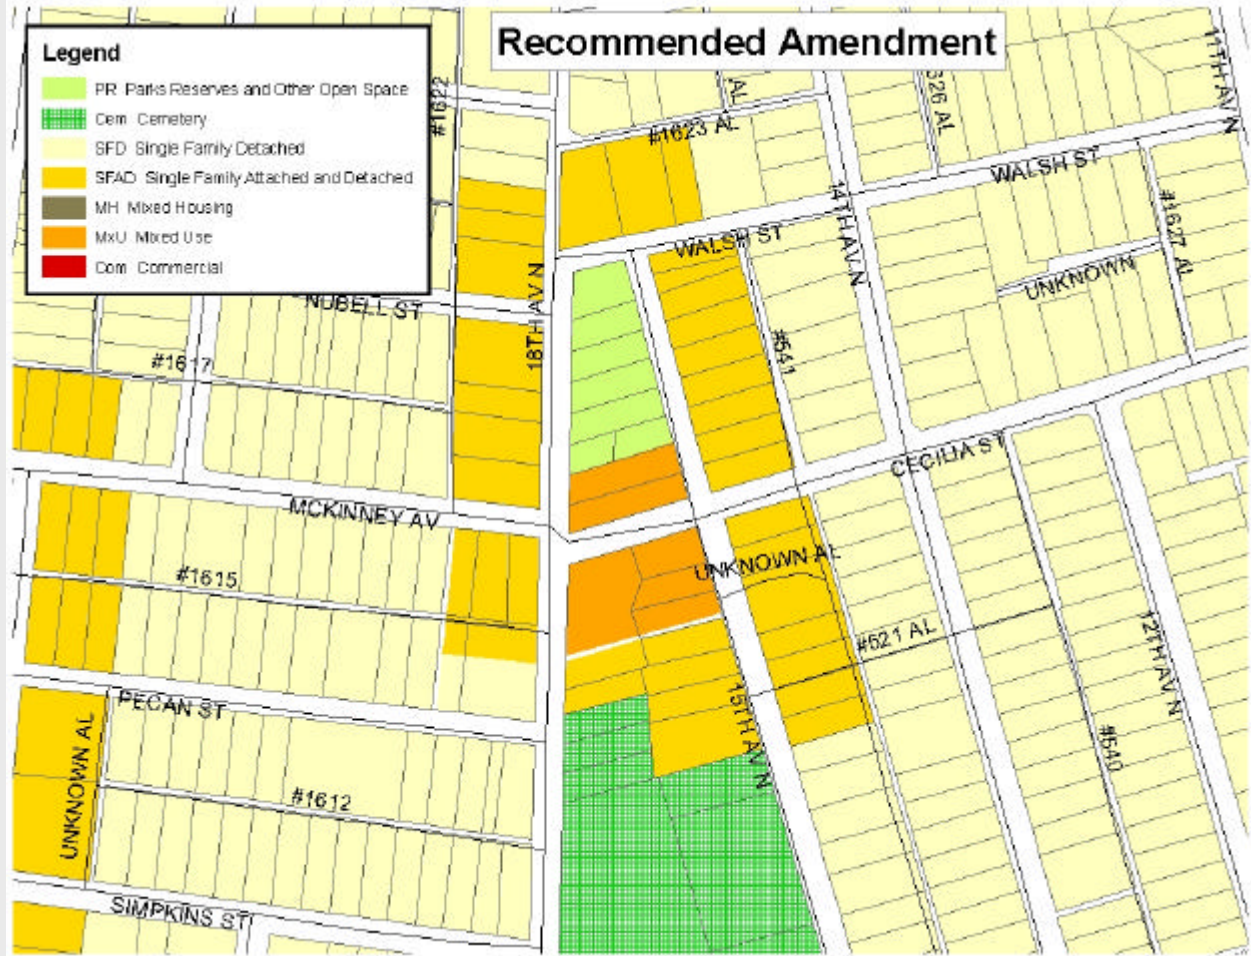 Recommended Amendment
Legend
PR Parks Reserves and Other Open Space
Cem Cemetery
SFD Single Family Detached
SFAD Single Family Attached and Detached
MH Mixed Housing
MxU Mixed Use
Com Commercial
#1622
AL
326 AL
11TH AV N
#1623 AL
WALSH ST
WALSH ST
14TH AV N
#1627 AL
UNKNOWN
NUBELL ST
18TH AV N
#541
#1617
CECILIA ST
MCKINNEY AV
UNKNOWN AL
#1615
#521 AL
12TH AV N
PECAN ST
15TH AV N
UNKNOWN AL
#540
#1612
SIMPKINS ST